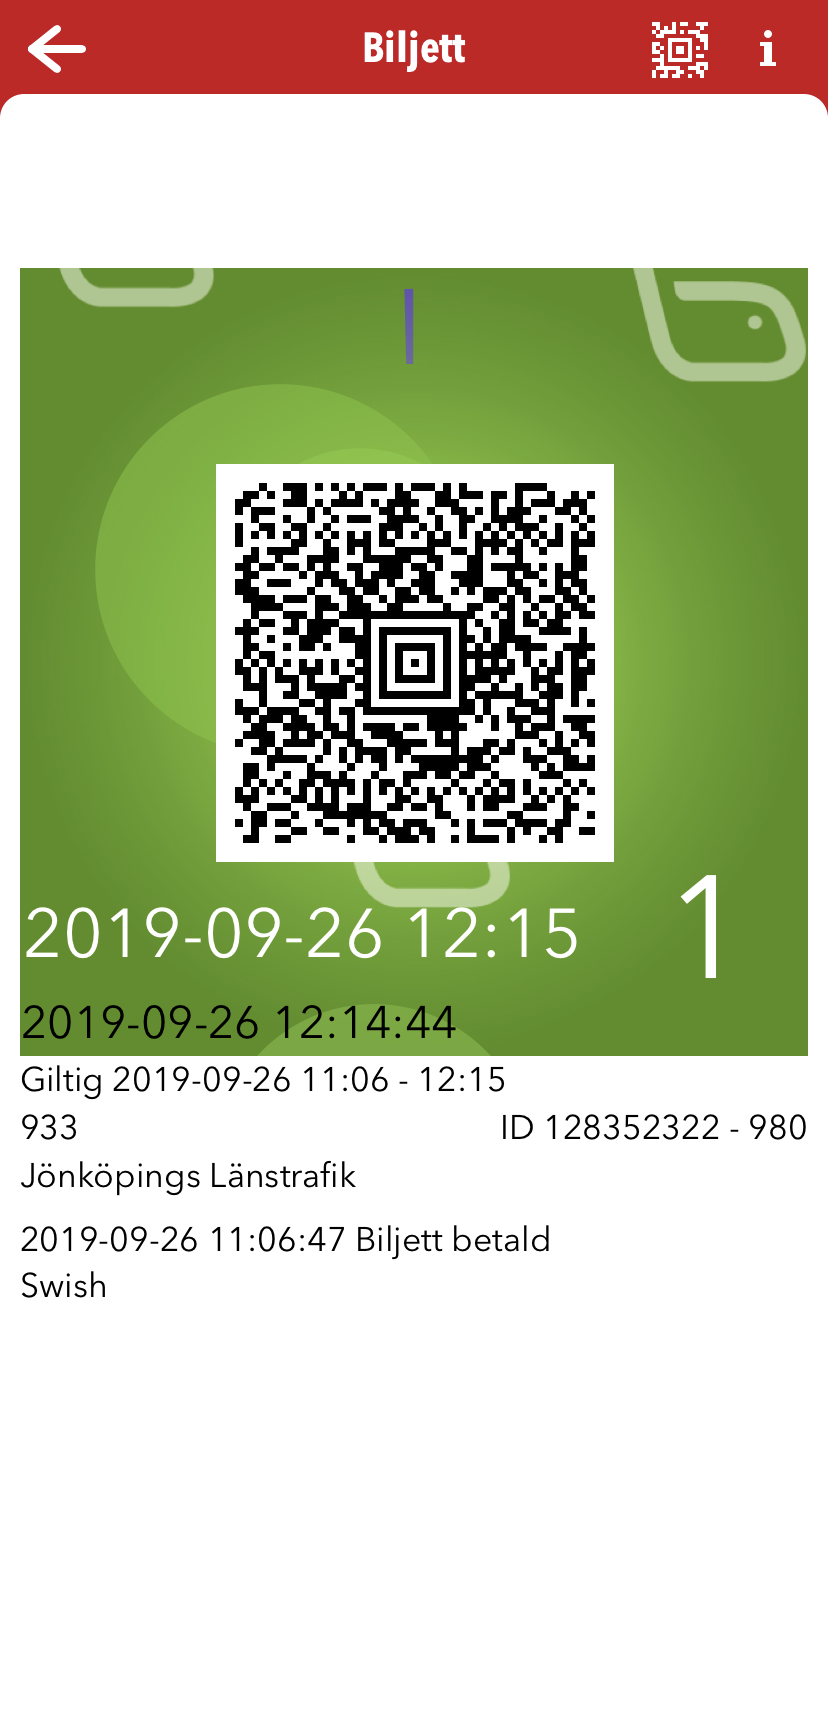 Biljett
2019-09-26 12:15
1
2019-09-26 12:14:44
Giltig 2019-09-26 11:06 - 12:15
933
ID 128352322 - 980
Jönköpings Länstrafik
2019-09-26 11:06:47 Biljett betald
Swish